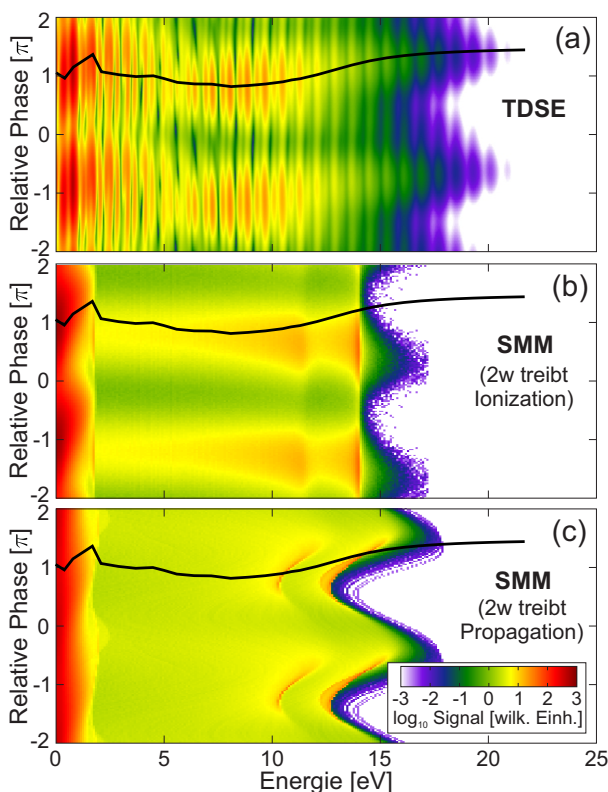 (a)
TDSE
Relative Phase [π]
2
1
0
-1
-2
(b)
SMM
(2w treibt
Ionization)
Relative Phase [π]
2
1
0
-1
-2
(c)
SMM
(2w treibt
Propagation)
Relative Phase [π]
2
1
0
-1
-2
-3 -2 -1 0 1 2 3
log10 Signal [wilk. Einh.]
0 5 10 15 20 25
Energie [eV]